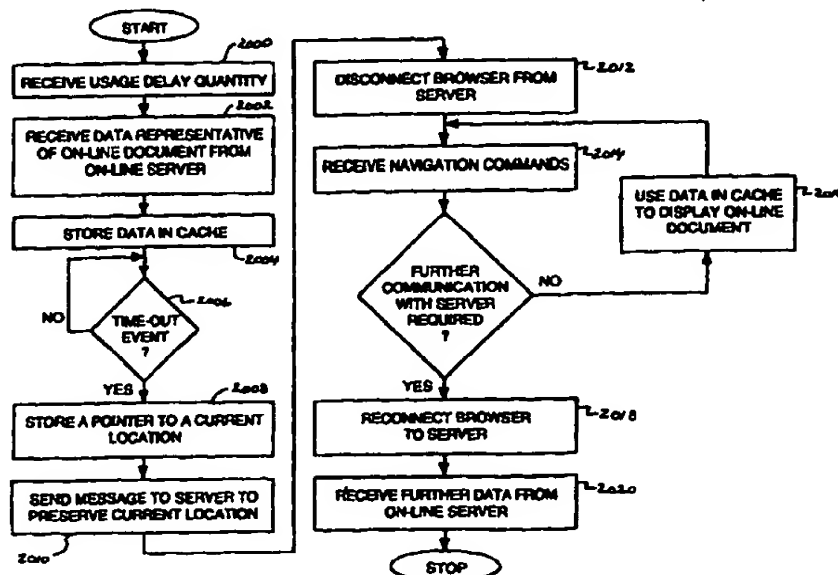 START
2000
RECEIVE USAGE DELAY QUANTITY
2002
RECEIVE DATA REPRESENTATIVE
OF ON-LINE DOCUMENT FROM
ON-LINE SERVER
STORE DATA IN CACHE
2004
2006
NO
TIME-OUT
EVENT
?
YES
2008
STORE A POINTER TO A CURRENT
LOCATION
SEND MESSAGE TO SERVER TO
PRESERVE CURRENT LOCATION
2010
DISCONNECT BROWSER FROM
SERVER
2012
RECEIVE NAVIGATION COMMANDS
2014
USE DATA IN CACHE
TO DISPLAY ON-LINE
DOCUMENT
FURTHER
COMMUNICATION
WITH SERVER
REQUIRED
?
NO
YES
RECONNECT BROWSER
TO SERVER
2018
RECEIVE FURTHER DATA FROM
ON-LINE SERVER
2020
STOP